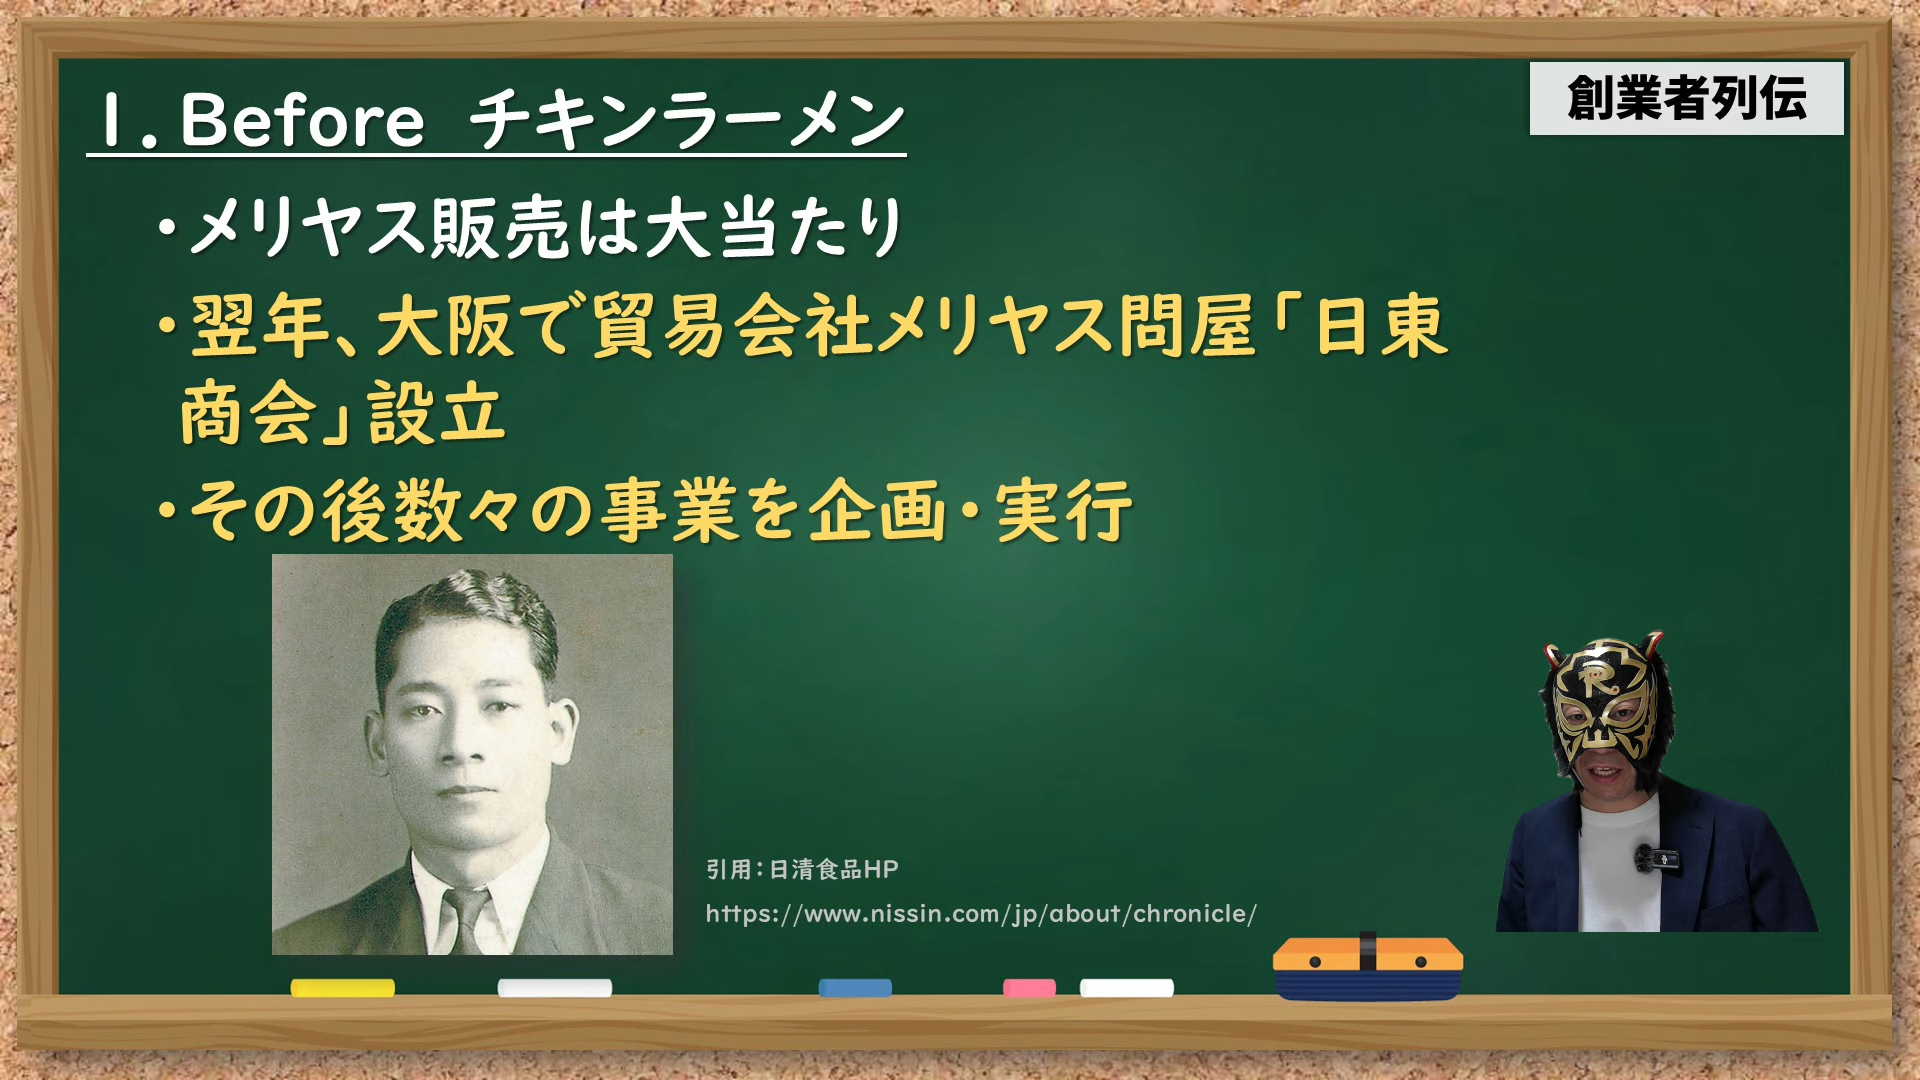 創業者列伝
1. Before チキンラーメン
・メリヤス販売は大当たり
・翌年、大阪で貿易会社メリヤス問屋「日東
商会」設立
・その後数々の事業を企画・実行
R
引用：日清食品HP
https://www.nissin.com/jp/about/chronicle/